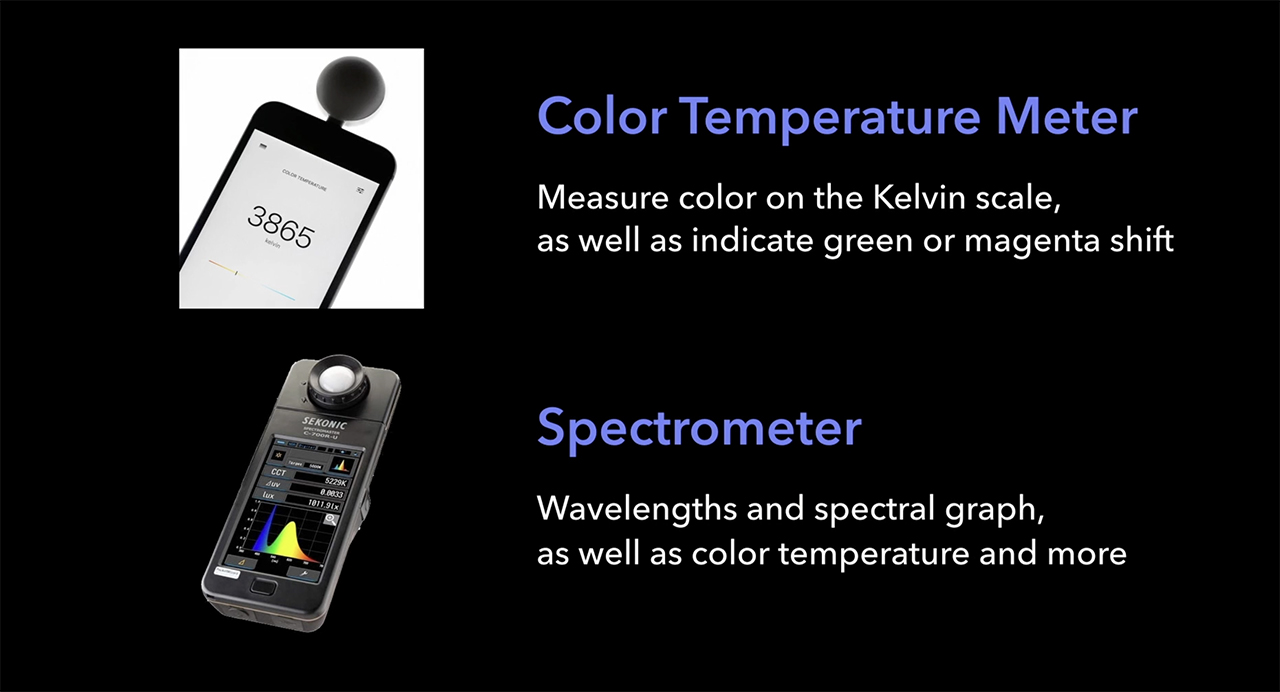 Color Temperature Meter
Measure color on the Kelvin scale,
as well as indicate green or magenta shift
COLOR TEMPERATURE
3865
kelvin
Spectrometer
Wavelengths and spectral graph,
as well as color temperature and more
SEKONIC
SPECTROMASTER
C-700R-U
Target 5500K
CCT 5229K
⊿uv 0.0033
lux 1011.9lx